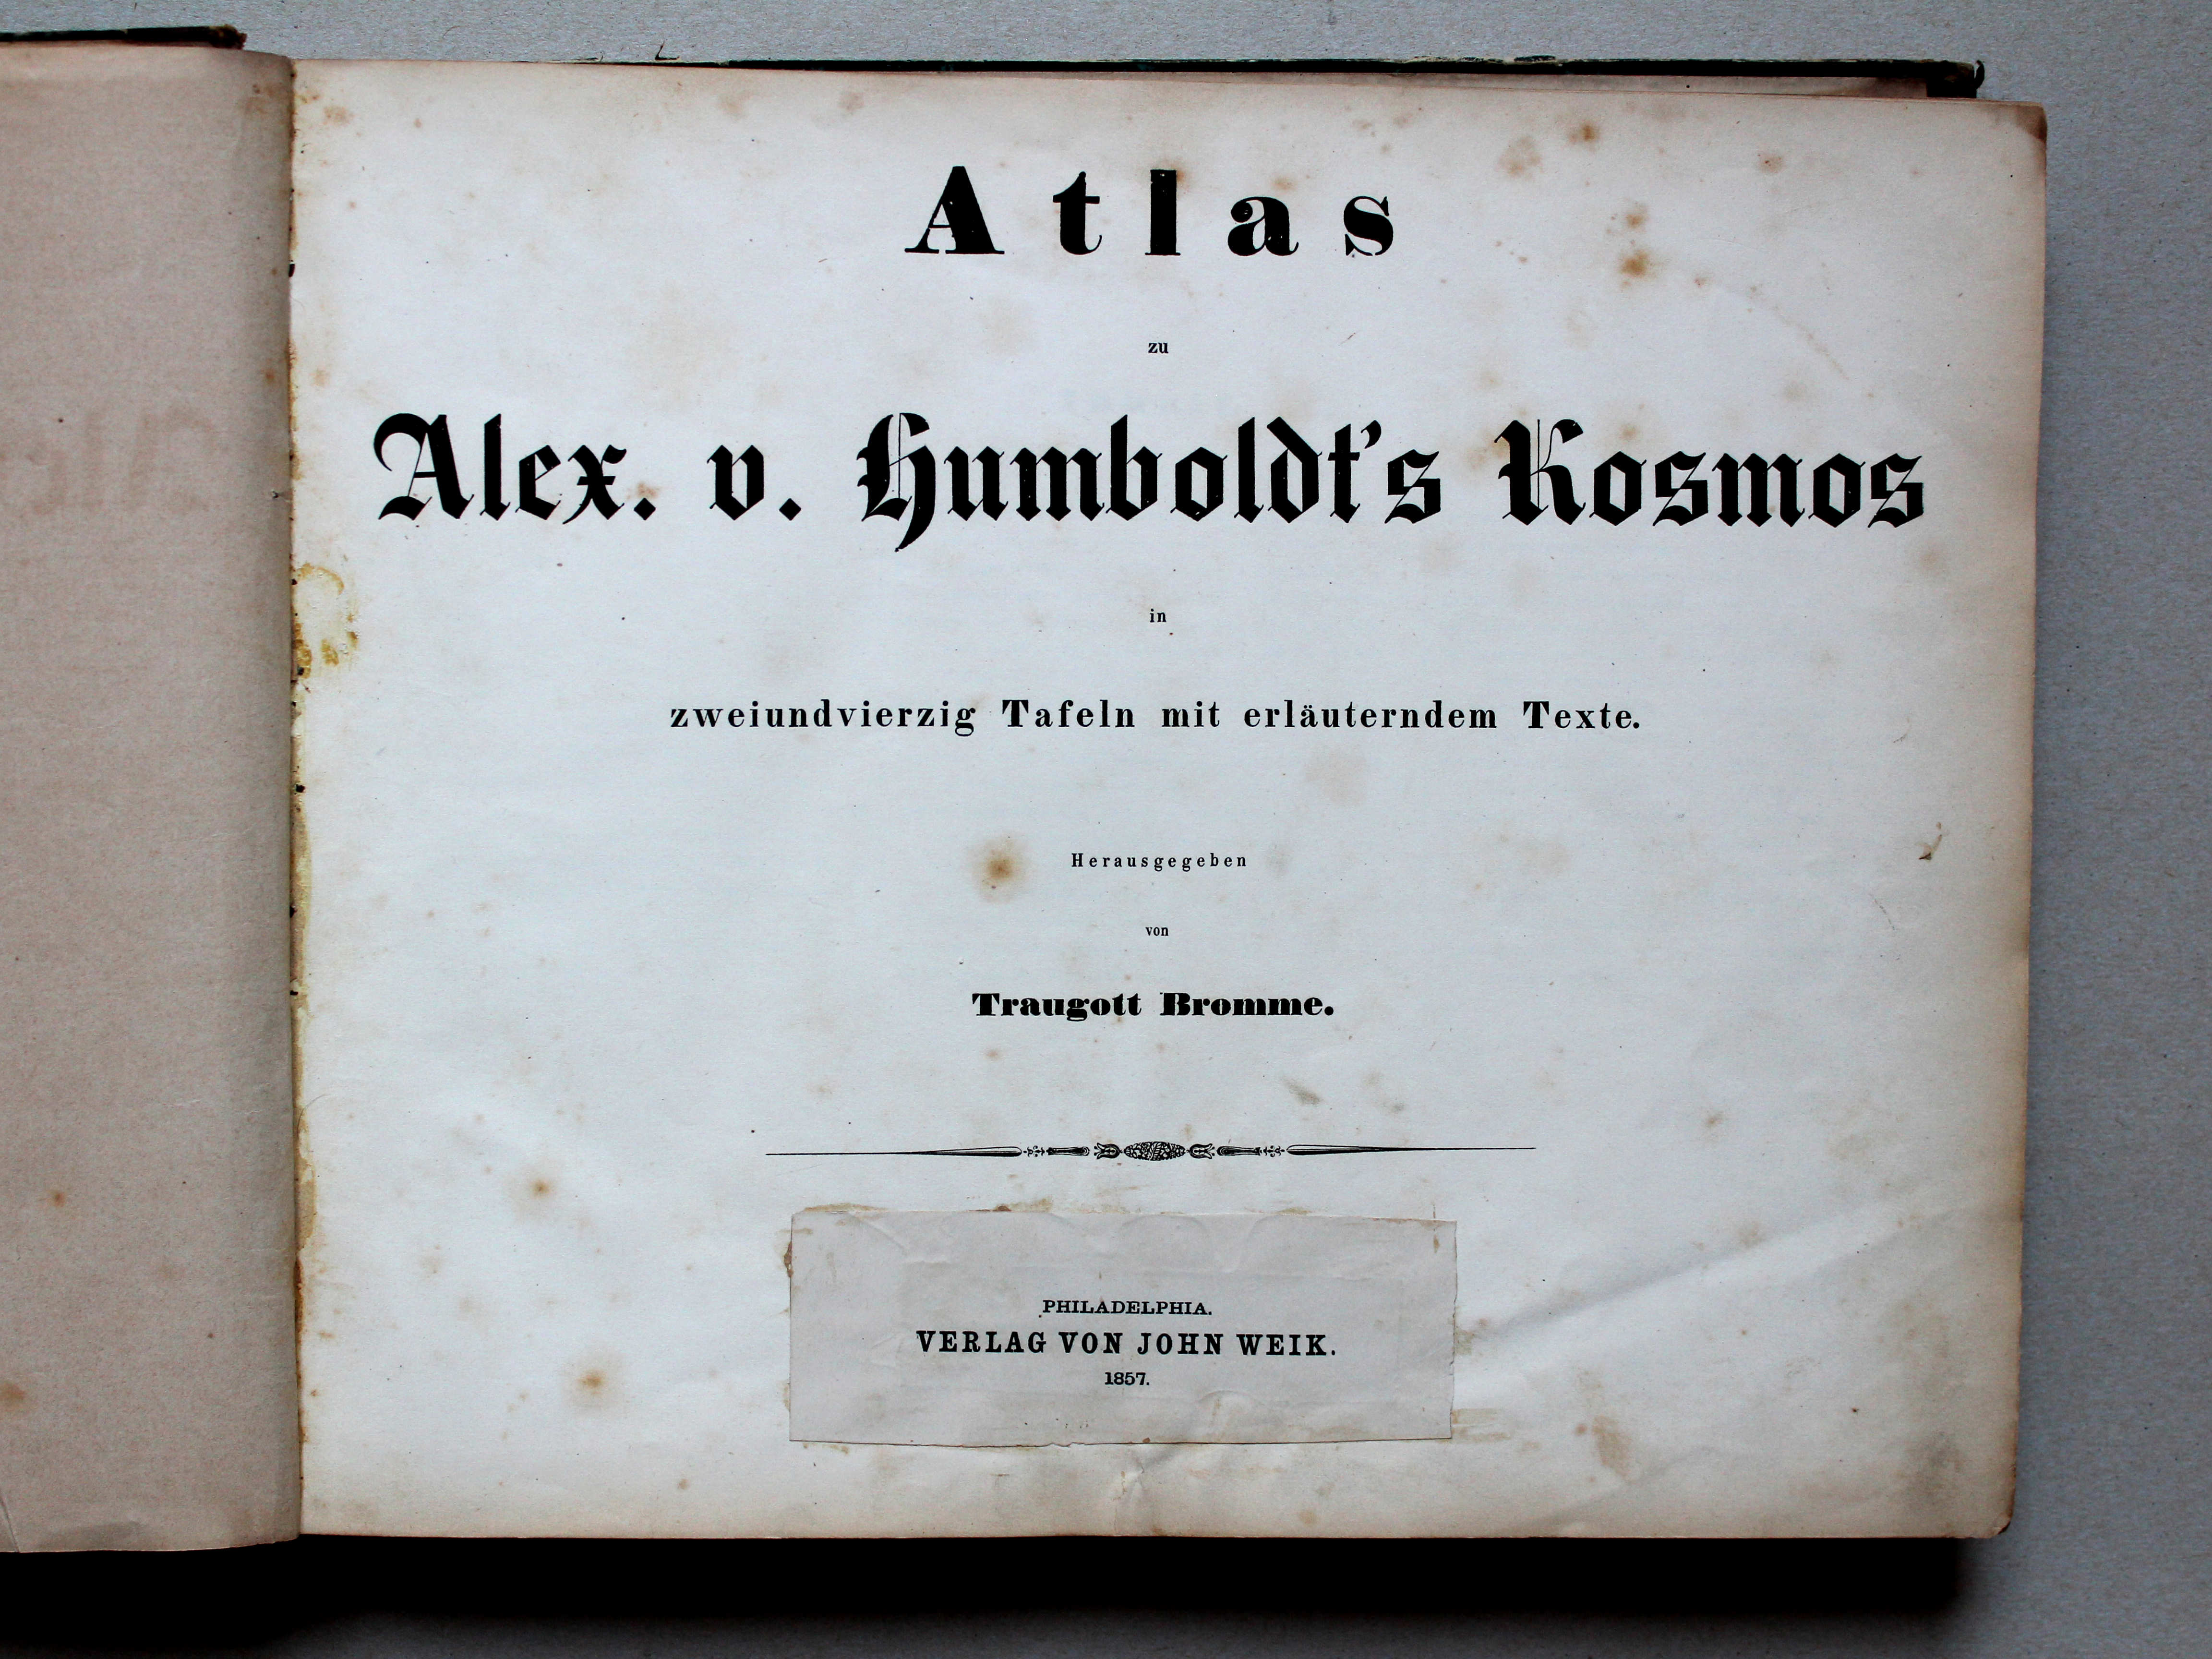 Atlas
zu
Alex. v. Humboldt's Kosmos
in
zweiundvierzig Tafeln mit erläuterndem Texte.
Herausgegeben
von
Traugott Bromme.
PHILADELPHIA.
VERLAG VON JOHN WEIK.
1857.